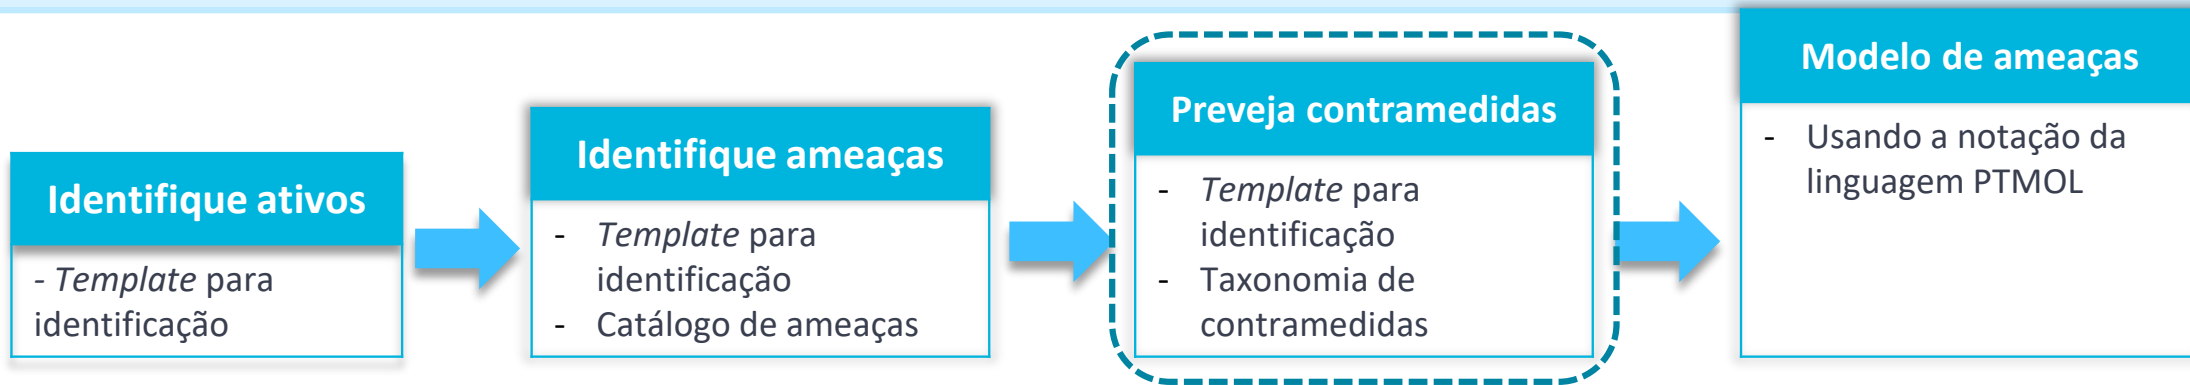 Identifique ativos
- Template para
identificação
Identifique ameaças
- Template para
identificação
- Catálogo de ameaças
Preveja contramedidas
- Template para
identificação
- Taxonomia de
contramedidas
Modelo de ameaças
- Usando a notação da
linguagem PTMOL